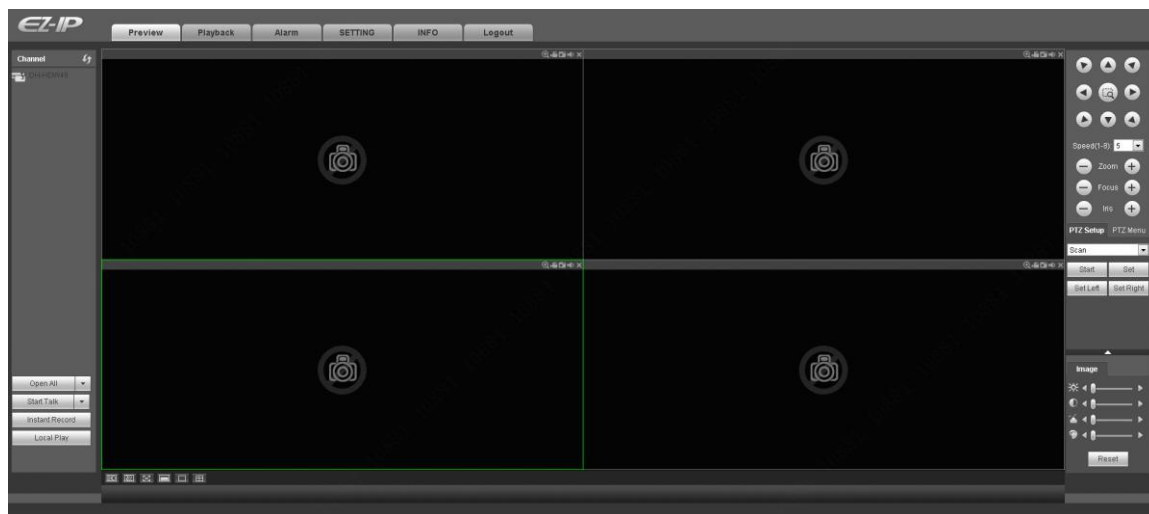 EZ-IP
Preview Playback Alarm SETTING INFO Logout
Channel
Speed(1-8) 5
Zoom
Focus
Iris
PTZ Setup PTZ Menu
Scan
Start Set
Set Left Set Right
Open All
Start Talk
Instant Record
Local Play
Image
Reset